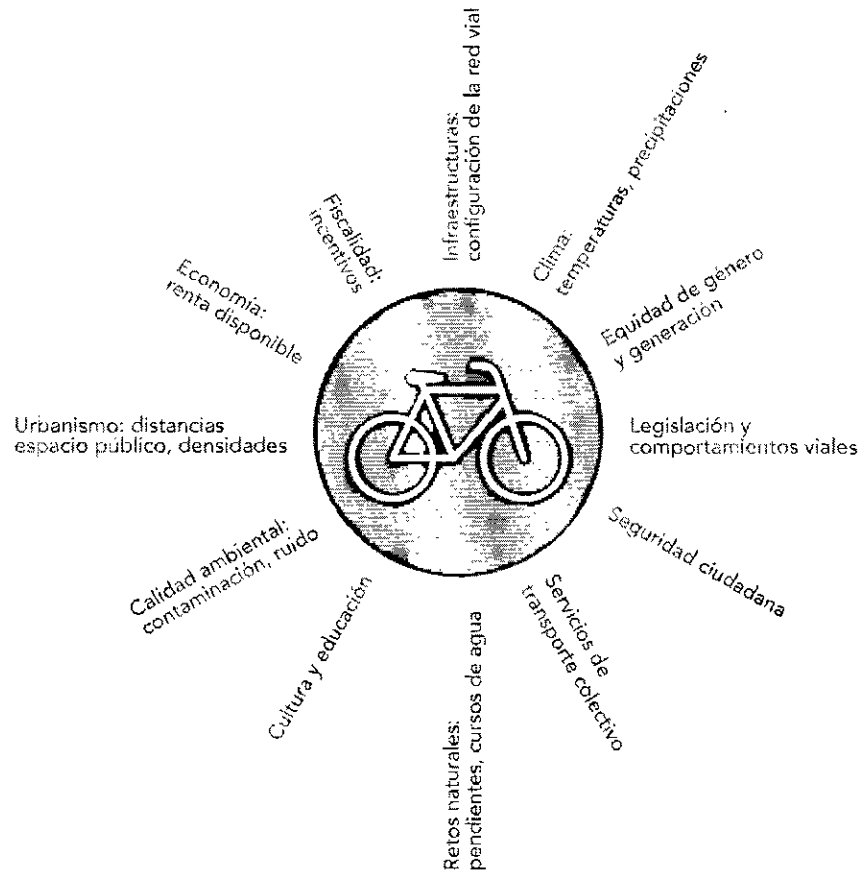 Infraestructuras:
configuración de la red vial
Clima:
temperaturas, precipitaciones
Equidad de género
y generación
Legislación y
comportamientos viales
Seguridad ciudadana
Servicios de
transporte colectivo
Retos naturales:
pendientes, cursos de agua
Cultura y educación
Calidad ambiental:
contaminación, ruido
Urbanismo: distancias
espacio público, densidades
Economía:
renta disponible
Fiscalidad:
incentivos